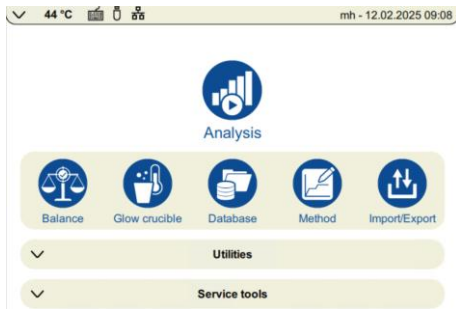 44 °C mh - 12.02.2025 09:08
Analysis
Balance Glow crucible Database Method Import/Export
Utilities
Service tools